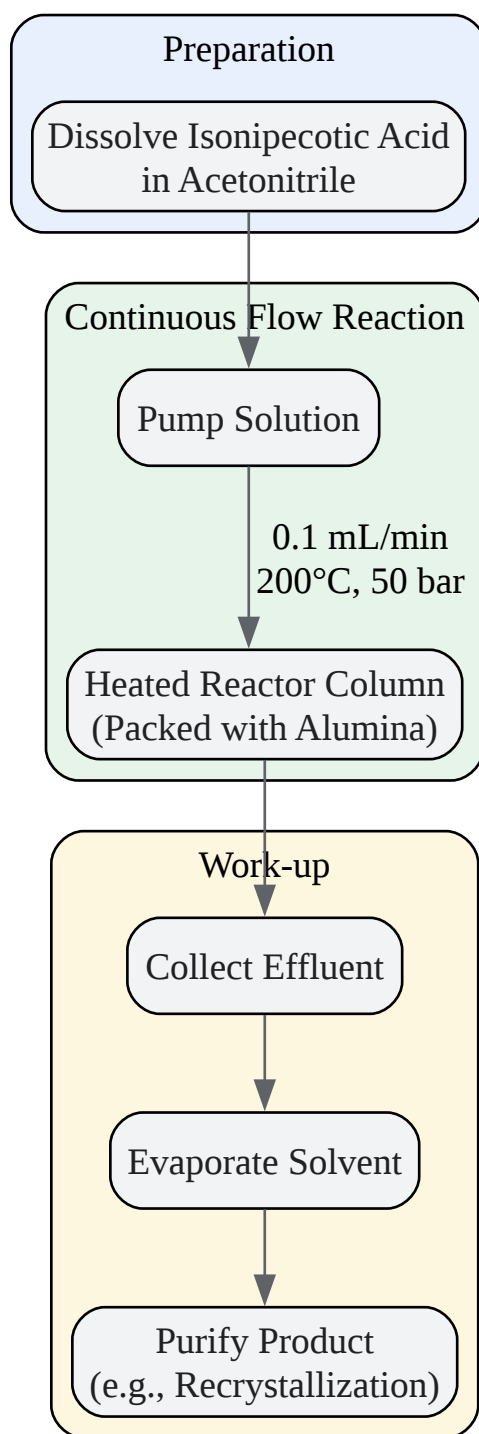 Preparation
Dissolve Isonipecotic Acid
in Acetonitrile
Continuous Flow Reaction
Pump Solution
0.1 mL/min
200°C, 50 bar
Heated Reactor Column
(Packed with Alumina)
Work-up
Collect Effluent
Evaporate Solvent
Purify Product
(e.g., Recrystallization)